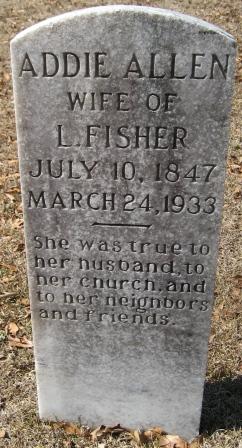 ADDIE ALLEN
WIFE OF
L. FISHER
JULY 10, 1847
MARCH 24, 1933
She was true to
her husband, to
her church, and
to her neighbors
and friends.